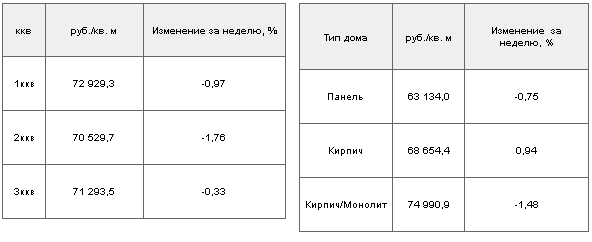 ккв руб./кв. м Изменение за неделю, %
1ккв 72 929,3 -0,97
2ккв 70 529,7 -1,76
3ккв 71 293,5 -0,33
Тип дома руб./кв. м Изменение за
неделю, %
Панель 63 134,0 -0,75
Кирпич 68 654,4 0,94
Кирпич/Монолит 74 990,9 -1,48